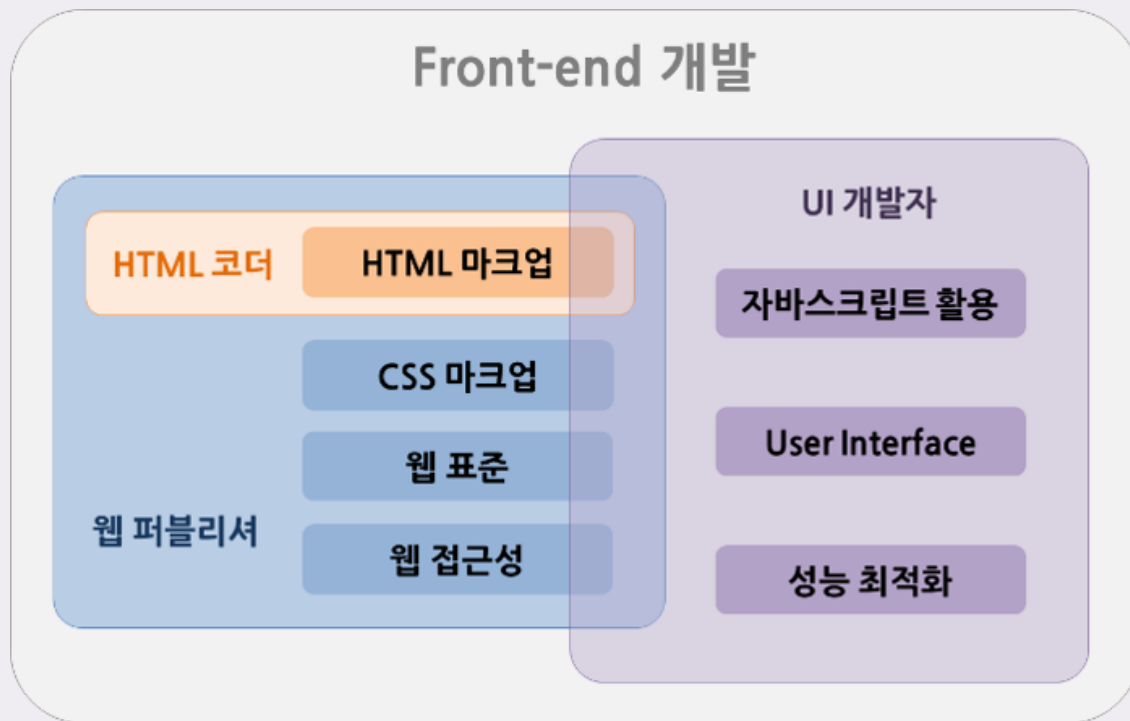 Front-end 개발
HTML 코더
HTML 마크업
CSS 마크업
웹 표준
웹 퍼블리셔
웹 접근성
UI 개발자
자바스크립트 활용
User Interface
성능 최적화